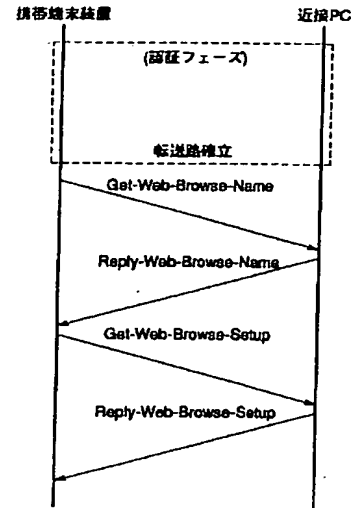 携帯端末装置
近接PC
(認証フェーズ)
転送路確立
Get-Web-Browse-Name
Reply-Web-Browse-Name
Get-Web-Browse-Setup
Reply-Web-Browse-Setup